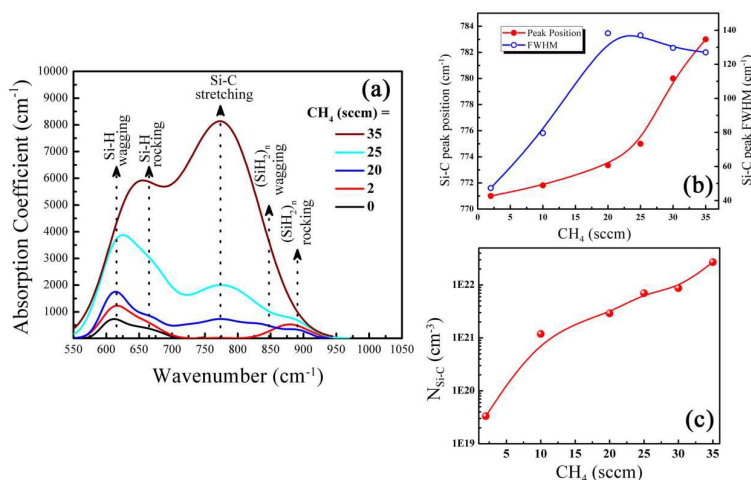 (a)
Absorption Coefficient (cm⁻¹)
10000
9000
8000
7000
6000
5000
4000
3000
2000
1000
550 600 650 700 750 800 850 900 950 1000 1050
Wavenumber (cm⁻¹)
Si-H
wagging
Si-H
rocking
Si-C
stretching
(SiH₂)ₙ
wagging
(SiH₂)ₙ
rocking
CH₄ (sccm) =
35
25
20
2
0
(b)
Peak Position
FWHM
Si-C peak position (cm⁻¹)
784
782
780
778
776
774
772
770
Si-C peak FWHM (cm⁻¹)
140
120
100
80
60
40
0 5 10 15 20 25 30 35
CH₄ (sccm)
(c)
N_Si-C (cm⁻³)
1E22
1E21
1E20
1E19
5 10 15 20 25 30 35
CH₄ (sccm)